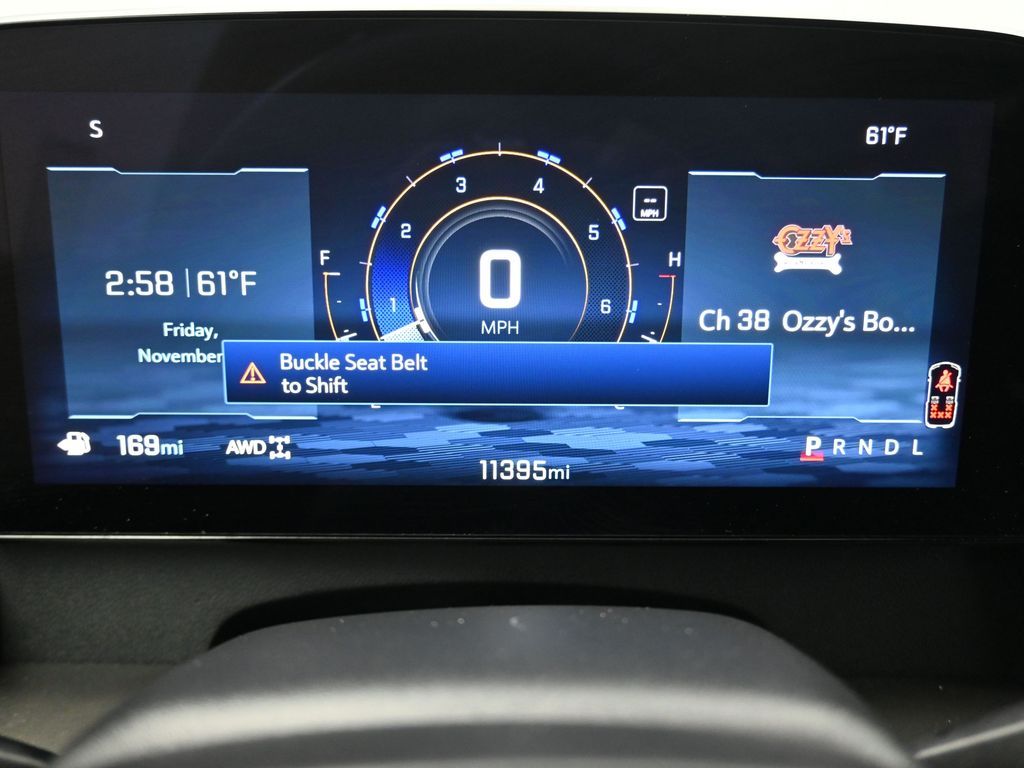 S
61°F
3 4
2 5
1 6
--
MPH
F
H
0
MPH
2:58 | 61°F
Friday,
November
OZZY'S
Ch 38 Ozzy's Bo...
Buckle Seat Belt
to Shift
169mi
AWD
P R N D L
11395mi